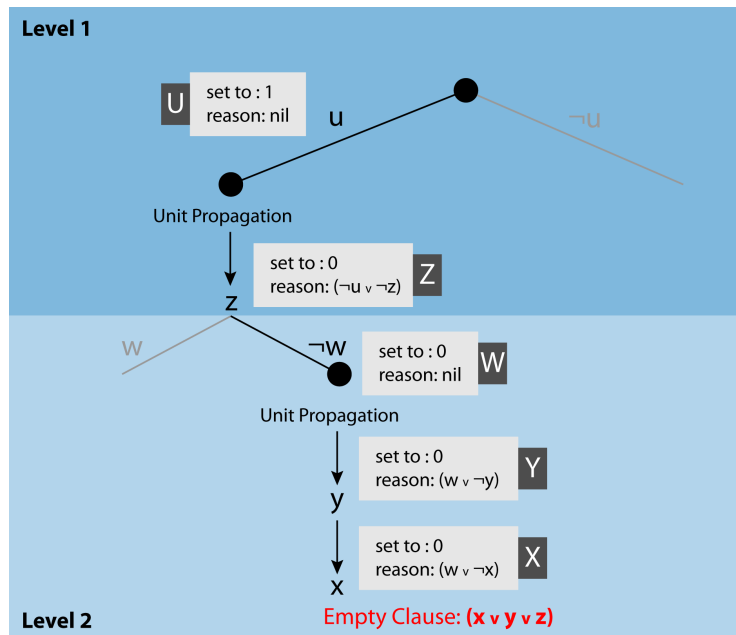 Level 1
U
set to : 1
reason: nil
u
¬u
Unit Propagation
set to : 0
reason: (¬u v ¬z)
Z
z
w
¬w
set to : 0
reason: nil
W
Unit Propagation
set to : 0
reason: (w v ¬y)
Y
y
set to : 0
reason: (w v ¬x)
X
x
Empty Clause: (x v y v z)
Level 2